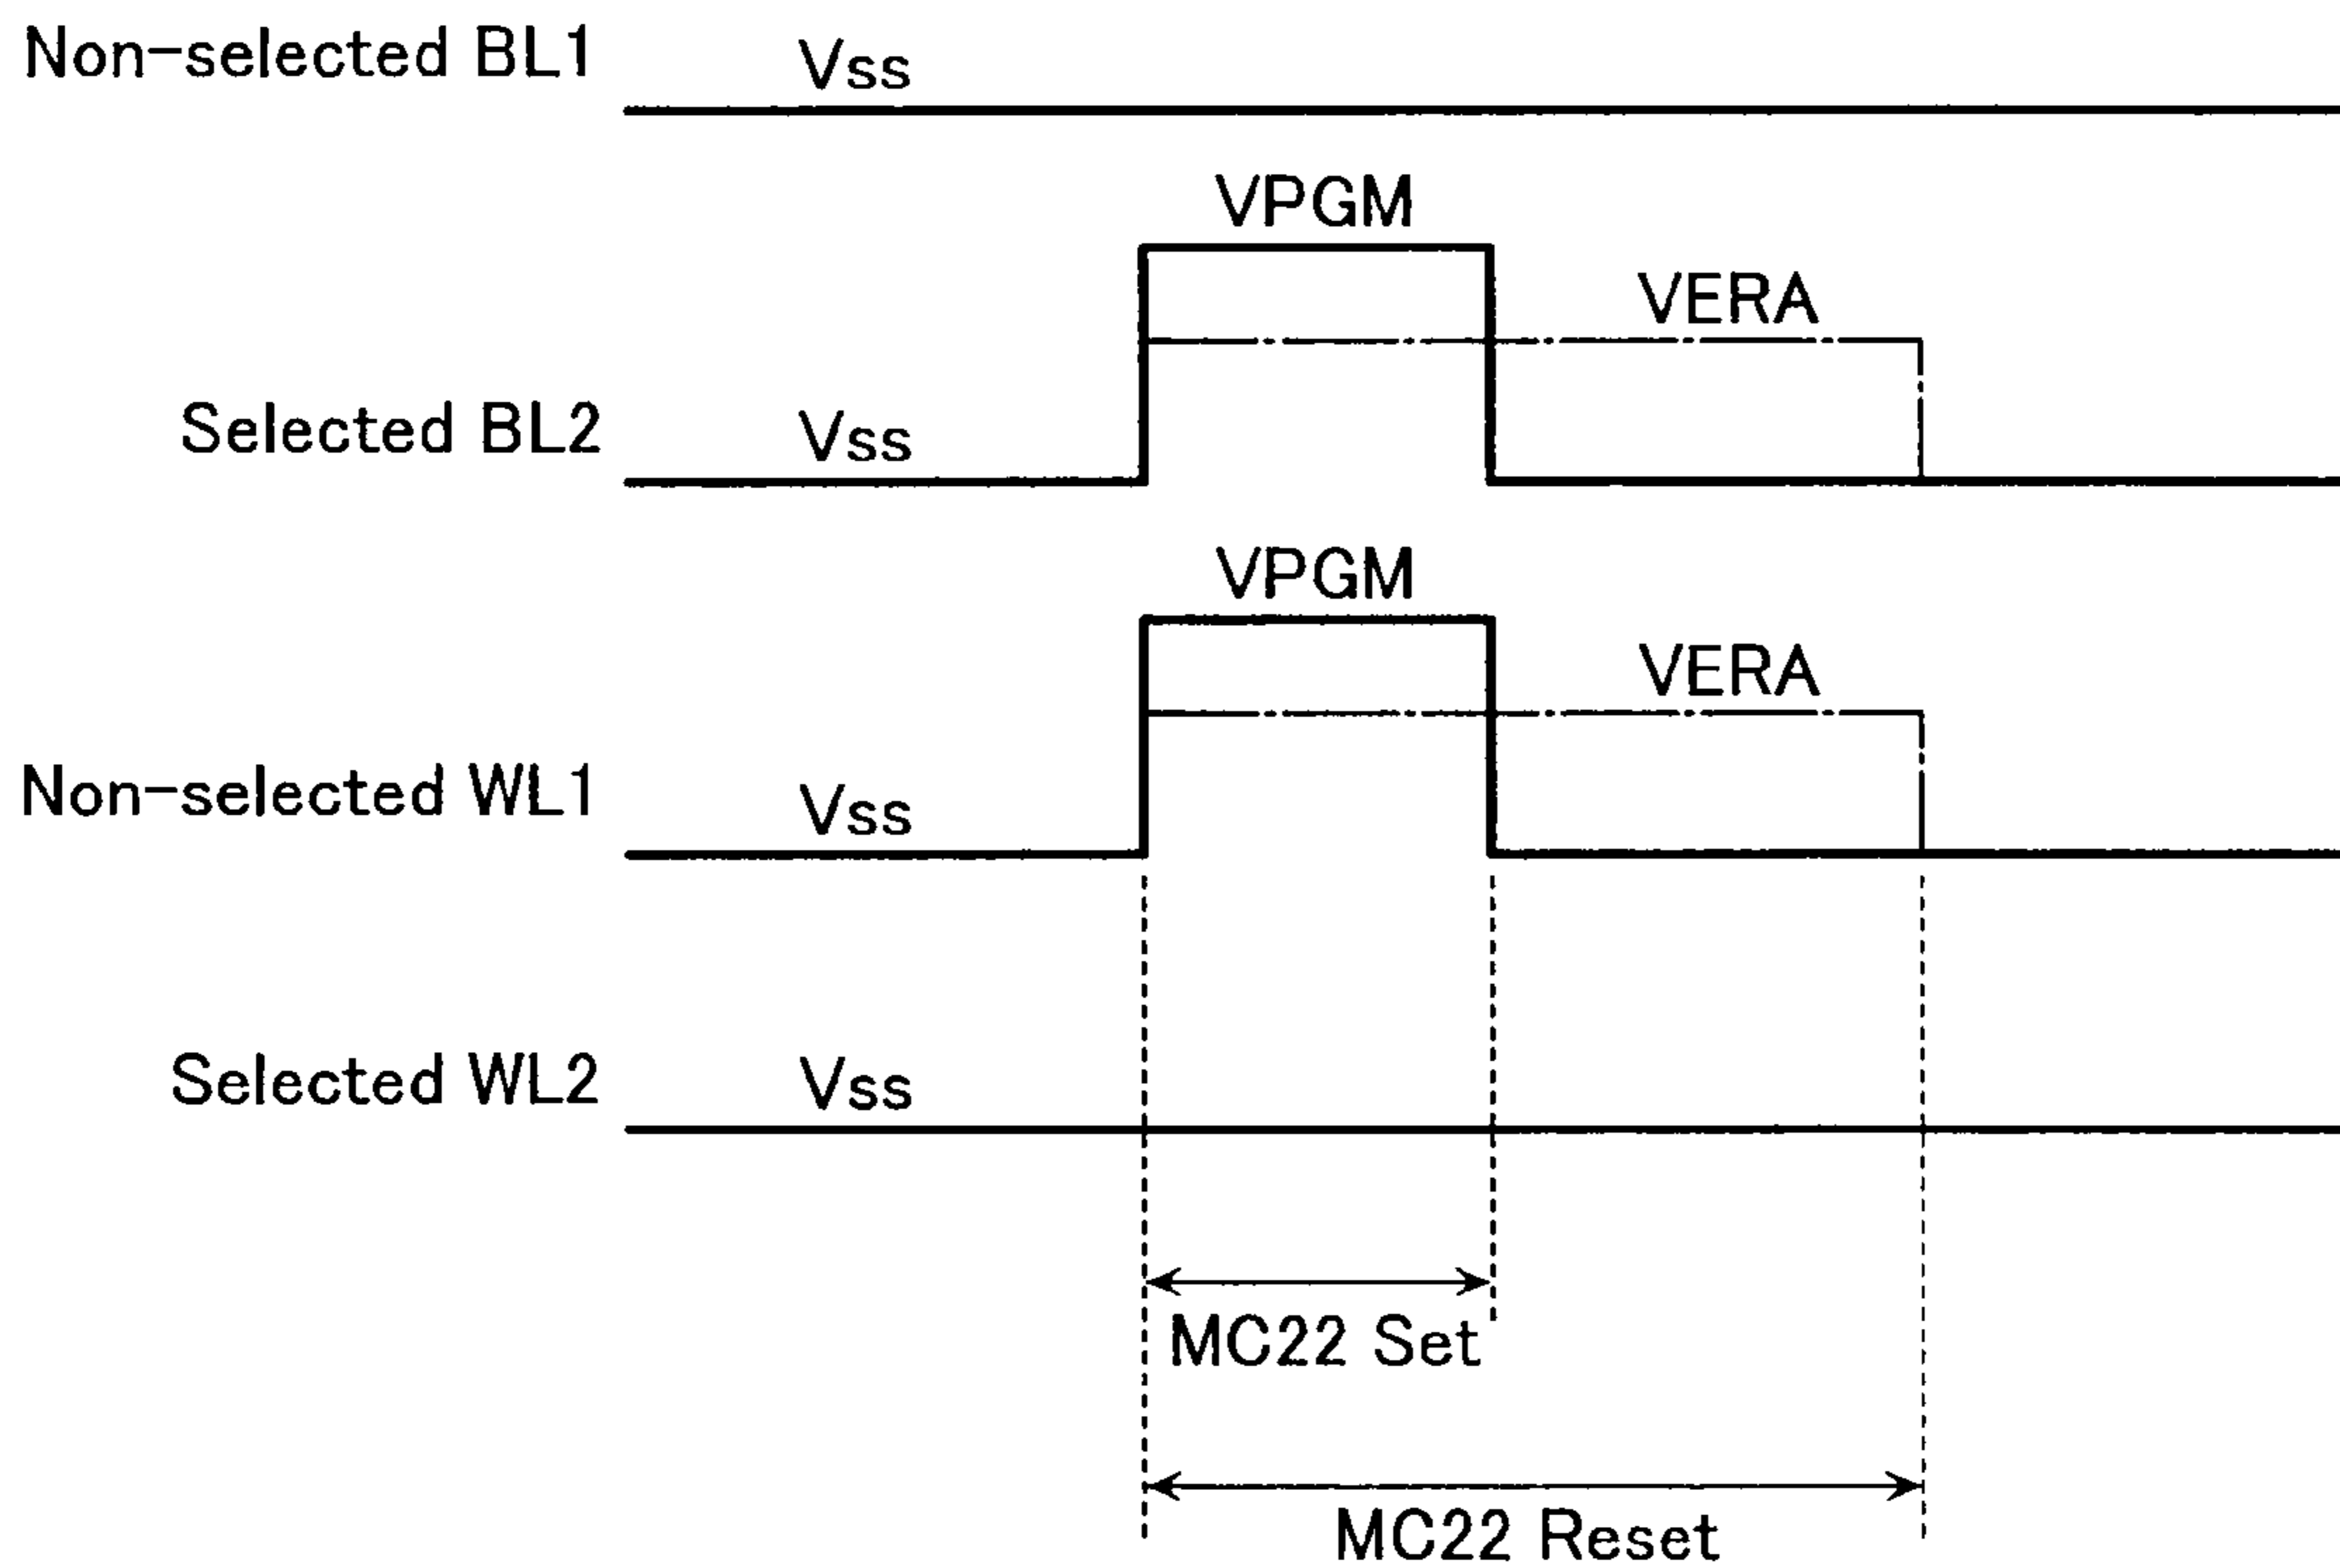 Non-selected BL1
Vss
VPGM
VERA
Selected BL2
Vss
VPGM
VERA
Non-selected WL1
Vss
Selected WL2
Vss
MC22 Set
MC22 Reset